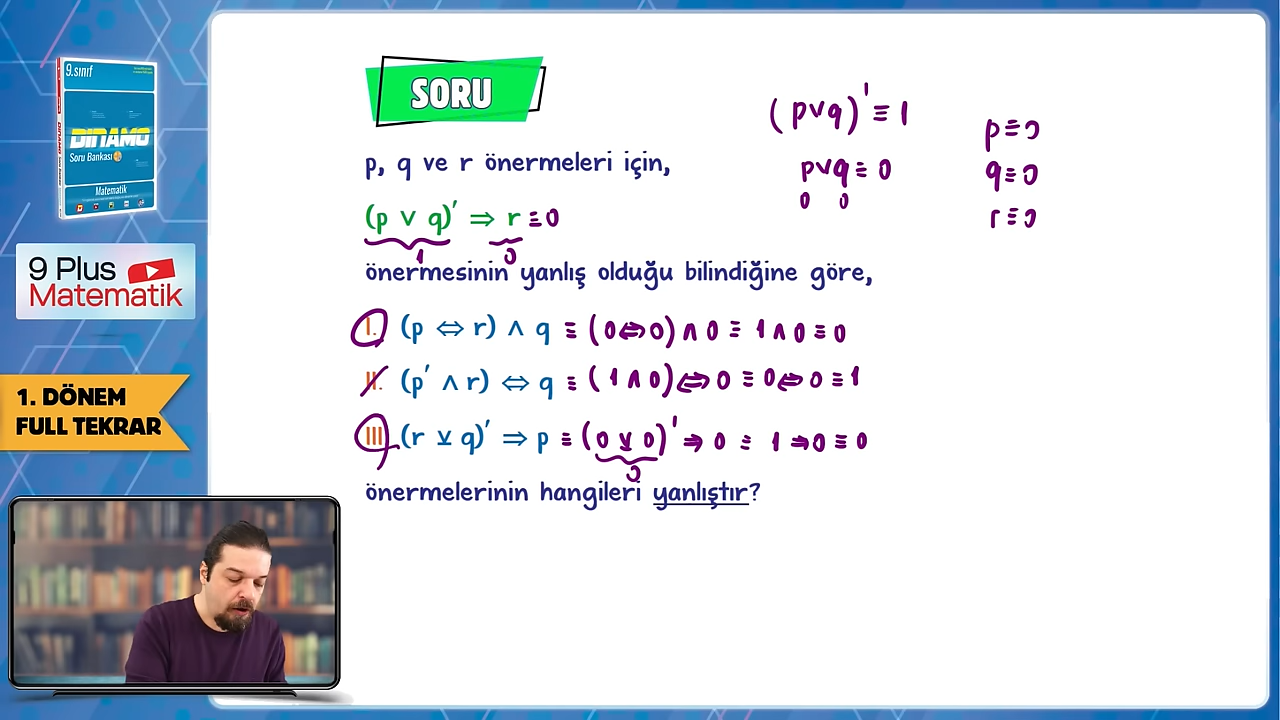 9.sınıf
DİNAMO
Soru Bankası
Matematik
9 Plus
Matematik
1. DÖNEM
FULL TEKRAR
SORU
p, q ve r önermeleri için,
(p ∨ q)′ ⇒ r ≡ 0
1 0
önermesinin yanlış olduğu bilindiğine göre,
I. (p ⇔ r) ∧ q ≡ (0⇔0) ∧ 0 ≡ 1 ∧ 0 ≡ 0
II. (p′ ∧ r) ⇔ q ≡ (1 ∧ 0) ⇔ 0 ≡ 0 ⇔ 0 ≡ 1
III. (r ⊻ q)′ ⇒ p ≡ (0 ⊻ 0)′ ⇒ 0 ≡ 1 ⇒ 0 ≡ 0
0
önermelerinin hangileri yanlıştır?
(p∨q)′ ≡ 1
p∨q ≡ 0
0 0
p ≡ 0
q ≡ 0
r ≡ 0